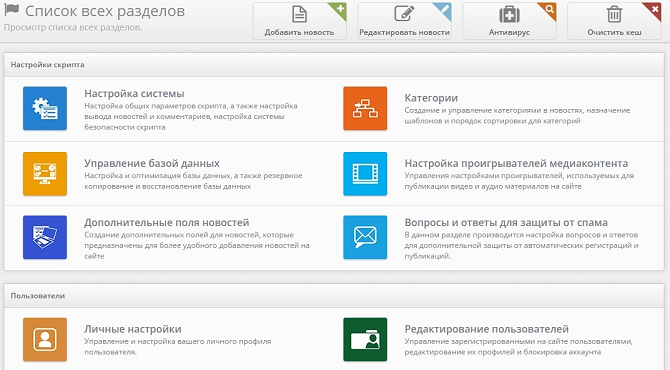 Список всех разделов
Просмотр списка всех разделов.
Добавить новость
Редактировать новости
Антивирус
Очистить кеш
Настройки скрипта
Настройка системы
Настройка общих параметров скрипта, а также настройка
вывода новостей и комментариев, настройка системы
безопасности скрипта
Категории
Создание и управление категориями в новостях, назначение
шаблонов и порядок сортировки для категорий
Управление базой данных
Настройка и оптимизация базы данных, а также резервное
копирование и восстановление базы данных
Настройка проигрывателей медиаконтента
Управления настройками проигрывателей, используемых для
публикации видео и аудио материалов на сайте
Дополнительные поля новостей
Создание дополнительных полей для новостей, которые
предназначены для более удобного добавления новостей на
сайте
Вопросы и ответы для защиты от спама
В данном разделе производится настройка вопросов и ответов
для дополнительной защиты от автоматических регистраций и
публикаций.
Пользователи
Личные настройки
Управление и настройка вашего личного профиля
пользователя.
Редактирование пользователей
Управление зарегистрированными на сайте пользователями,
редактирование их профилей и блокировка аккаунта